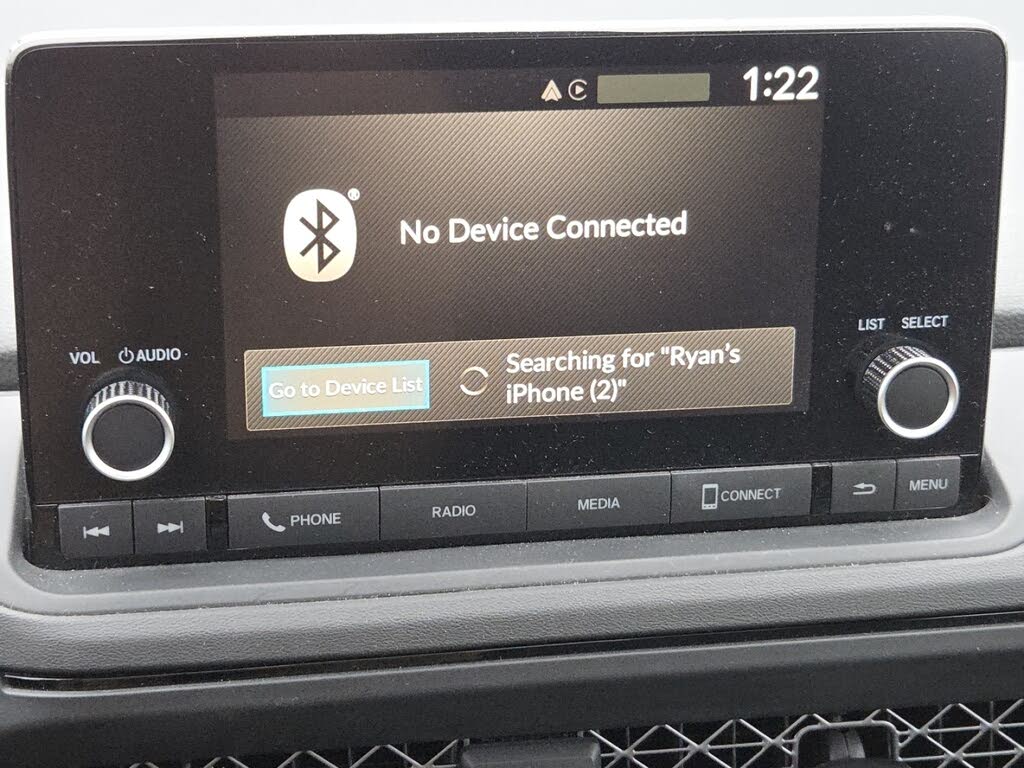 1:22
No Device Connected
Go to Device List
Searching for "Ryan's
iPhone (2)"
VOL AUDIO
LIST SELECT
PHONE
RADIO
MEDIA
CONNECT
MENU